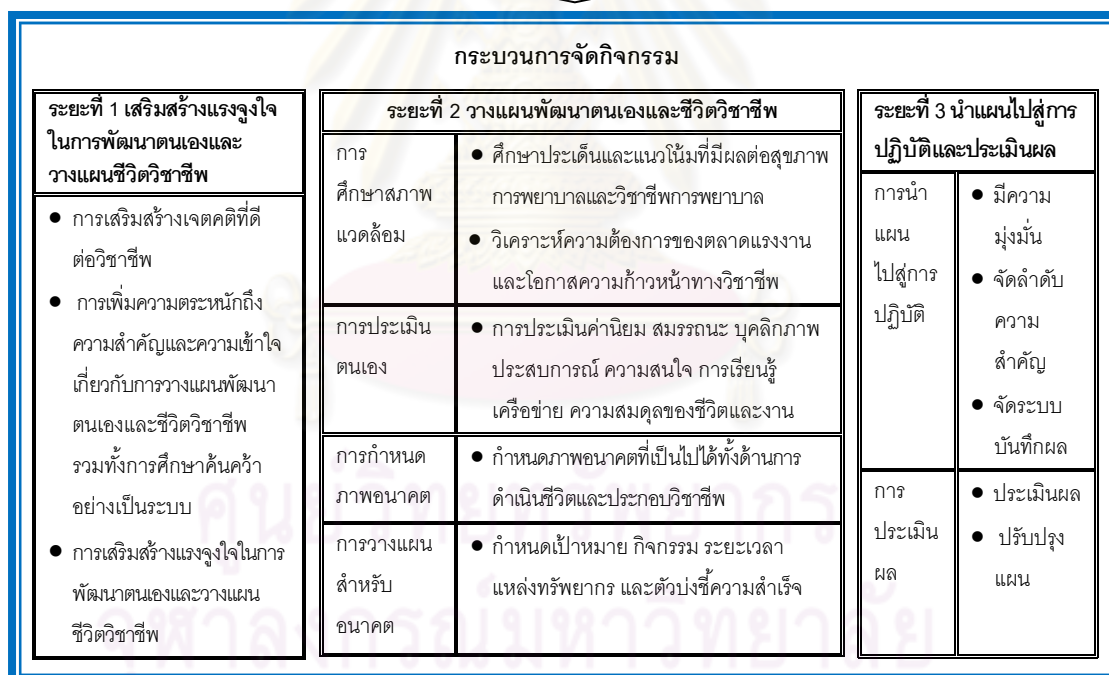 กระบวนการจัดกิจกรรม
ระยะที่ 1 เสริมสร้างแรงจูงใจ
ในการพัฒนาตนเองและ
วางแผนชีวิตวิชาชีพ
● การเสริมสร้างเจตคติที่ดี
ต่อวิชาชีพ
● การเพิ่มความตระหนักถึง
ความสำคัญและความเข้าใจ
เกี่ยวกับการวางแผนพัฒนา
ตนเองและชีวิตวิชาชีพ
รวมทั้งการศึกษาค้นคว้า
อย่างเป็นระบบ
● การเสริมสร้างแรงจูงใจในการ
พัฒนาตนเองและวางแผน
ชีวิตวิชาชีพ
ระยะที่ 2 วางแผนพัฒนาตนเองและชีวิตวิชาชีพ
การ
ศึกษาสภาพ
แวดล้อม
● ศึกษาประเด็นและแนวโน้มที่มีผลต่อสุขภาพ
การพยาบาลและวิชาชีพการพยาบาล
● วิเคราะห์ความต้องการของตลาดแรงงาน
และโอกาสความก้าวหน้าทางวิชาชีพ
การประเมิน
ตนเอง
● การประเมินค่านิยม สมรรถนะ บุคลิกภาพ
ประสบการณ์ ความสนใจ การเรียนรู้
เครือข่าย ความสมดุลของชีวิตและงาน
การกำหนด
ภาพอนาคต
● กำหนดภาพอนาคตที่เป็นไปได้ทั้งด้านการ
ดำเนินชีวิตและประกอบวิชาชีพ
การวางแผน
สำหรับ
อนาคต
● กำหนดเป้าหมาย กิจกรรม ระยะเวลา
แหล่งทรัพยากร และตัวบ่งชี้ความสำเร็จ
ระยะที่ 3 นำแผนไปสู่การ
ปฏิบัติและประเมินผล
การนำ
แผน
ไปสู่การ
ปฏิบัติ
● มีความ
มุ่งมั่น
● จัดลำดับ
ความ
สำคัญ
● จัดระบบ
บันทึกผล
การ
ประเมิน
ผล
● ประเมินผล
● ปรับปรุง
แผน
ศูนย์วิทยทรัพยากร
จุฬาลงกรณ์มหาวิทยาลัย